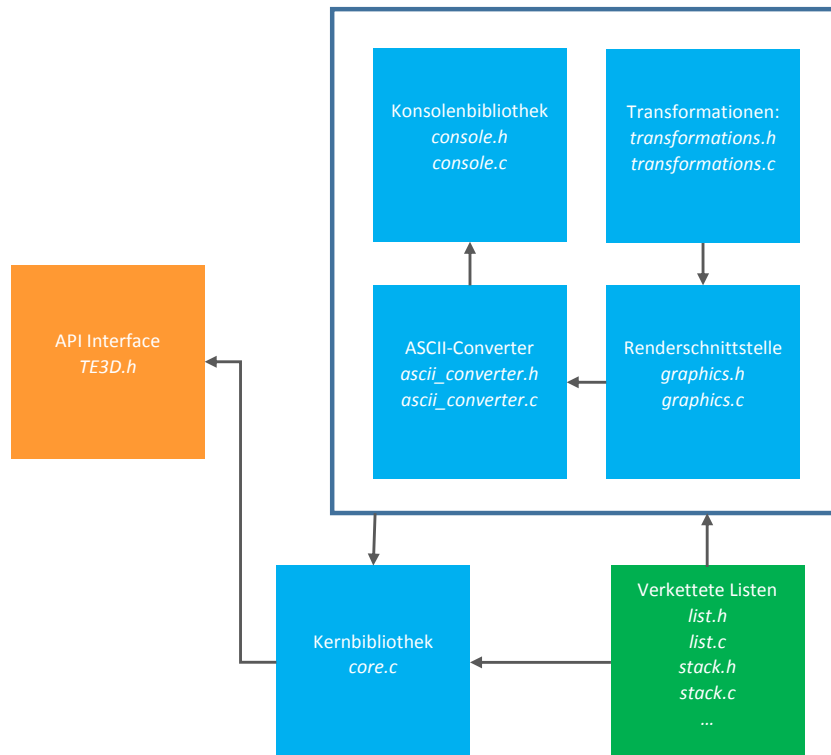 Konsolenbibliothek
console.h
console.c
Transformationen:
transformations.h
transformations.c
API Interface
TE3D.h
ASCII-Converter
ascii_converter.h
ascii_converter.c
Renderschnittstelle
graphics.h
graphics.c
Kernbibliothek
core.c
Verkettete Listen
list.h
list.c
stack.h
stack.c
...